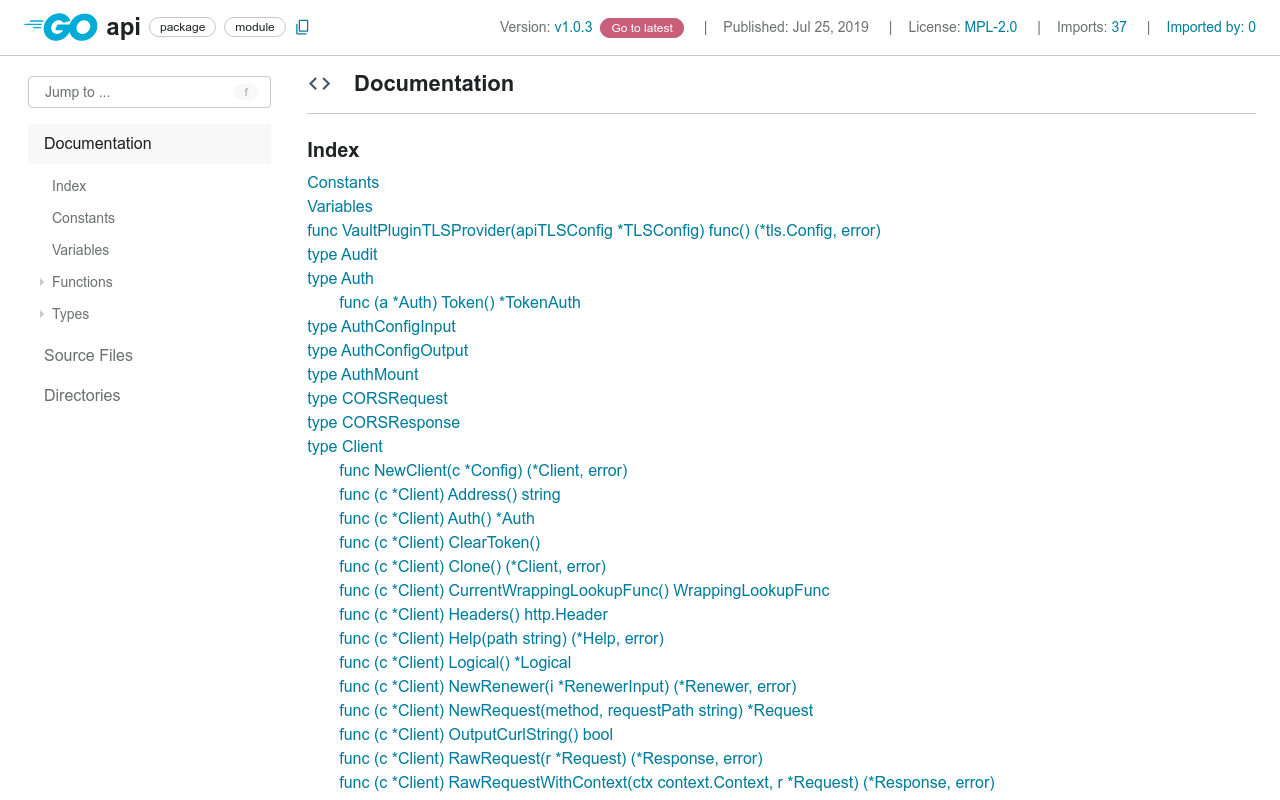 GO api package module Version: v1.0.3 Go to latest | Published: Jul 25, 2019 | License: MPL-2.0 | Imports: 37 | Imported by: 0
Jump to ... f
Documentation
Index
Constants
Variables
Functions
Types
Source Files
Directories
Documentation
Index
Constants
Variables
func VaultPluginTLSProvider(apiTLSConfig *TLSConfig) func() (*tls.Config, error)
type Audit
type Auth
func (a *Auth) Token() *TokenAuth
type AuthConfigInput
type AuthConfigOutput
type AuthMount
type CORSRequest
type CORSResponse
type Client
func NewClient(c *Config) (*Client, error)
func (c *Client) Address() string
func (c *Client) Auth() *Auth
func (c *Client) ClearToken()
func (c *Client) Clone() (*Client, error)
func (c *Client) CurrentWrappingLookupFunc() WrappingLookupFunc
func (c *Client) Headers() http.Header
func (c *Client) Help(path string) (*Help, error)
func (c *Client) Logical() *Logical
func (c *Client) NewRenewer(i *RenewerInput) (*Renewer, error)
func (c *Client) NewRequest(method, requestPath string) *Request
func (c *Client) OutputCurlString() bool
func (c *Client) RawRequest(r *Request) (*Response, error)
func (c *Client) RawRequestWithContext(ctx context.Context, r *Request) (*Response, error)